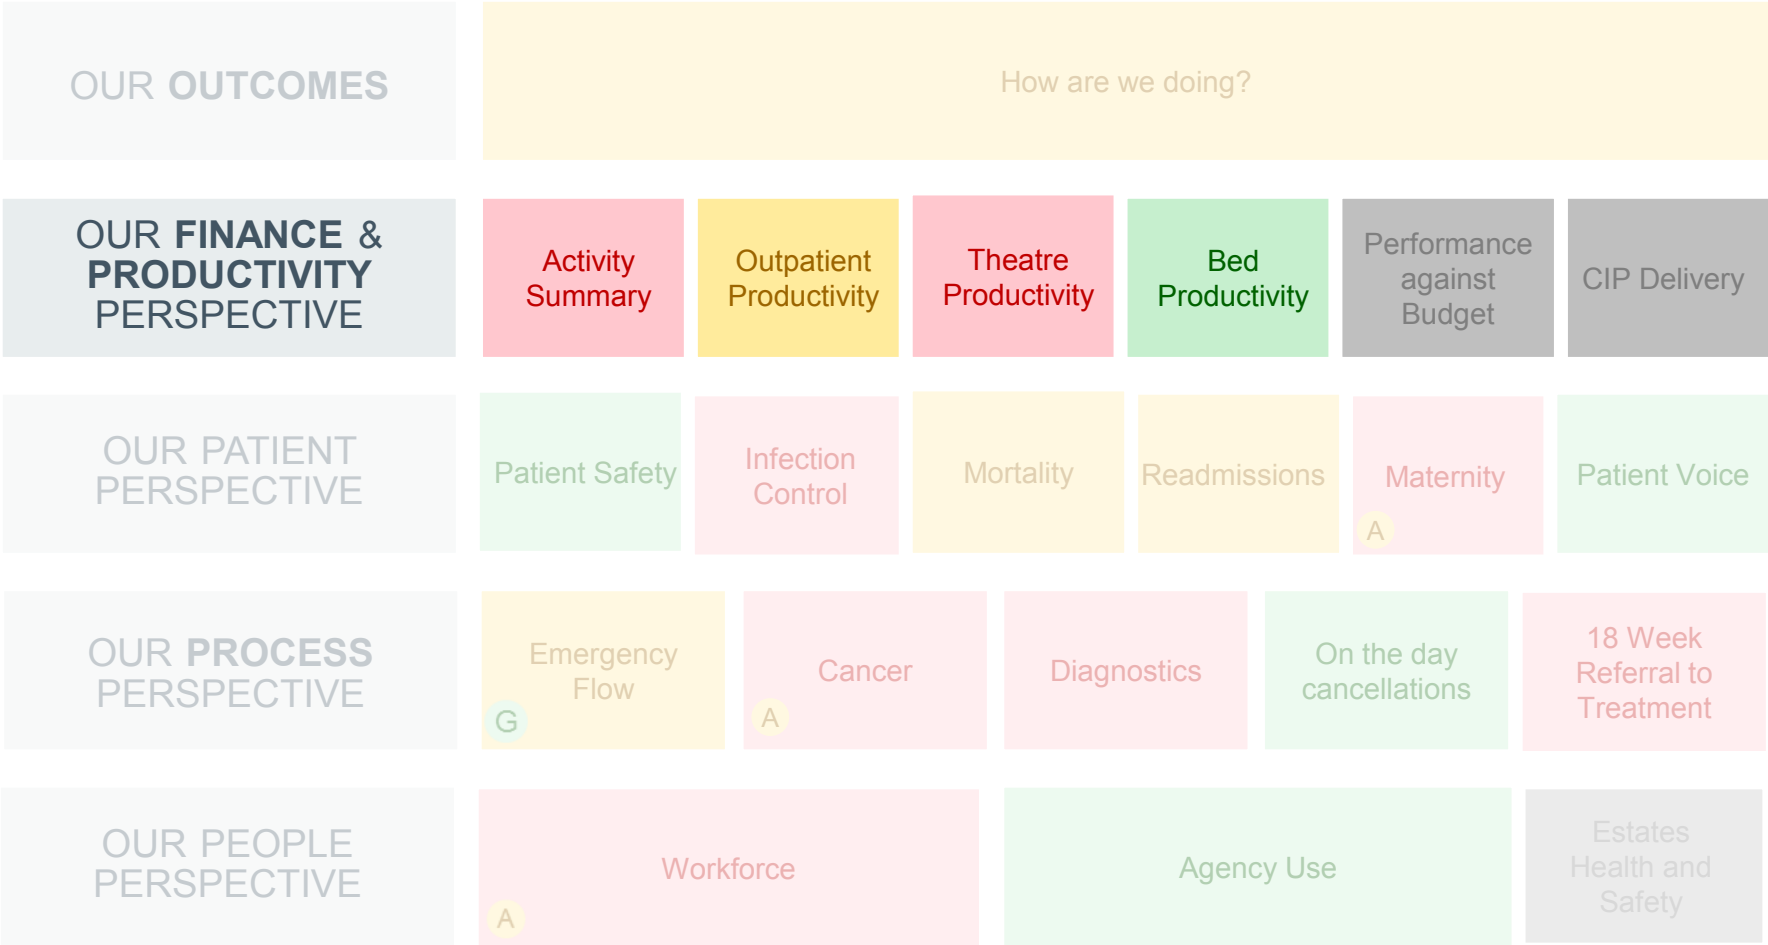 OUR OUTCOMES
How are we doing?
OUR FINANCE &
PRODUCTIVITY
PERSPECTIVE
Activity
Summary
Outpatient
Productivity
Theatre
Productivity
Bed
Productivity
Performance
against
Budget
CIP Delivery
OUR PATIENT
PERSPECTIVE
Patient Safety
Infection
Control
Mortality
Readmissions
Maternity
A
Patient Voice
OUR PROCESS
PERSPECTIVE
Emergency
Flow
G
Cancer
A
Diagnostics
On the day
cancellations
18 Week
Referral to
Treatment
OUR PEOPLE
PERSPECTIVE
Workforce
A
Agency Use
Estates
Health and
Safety